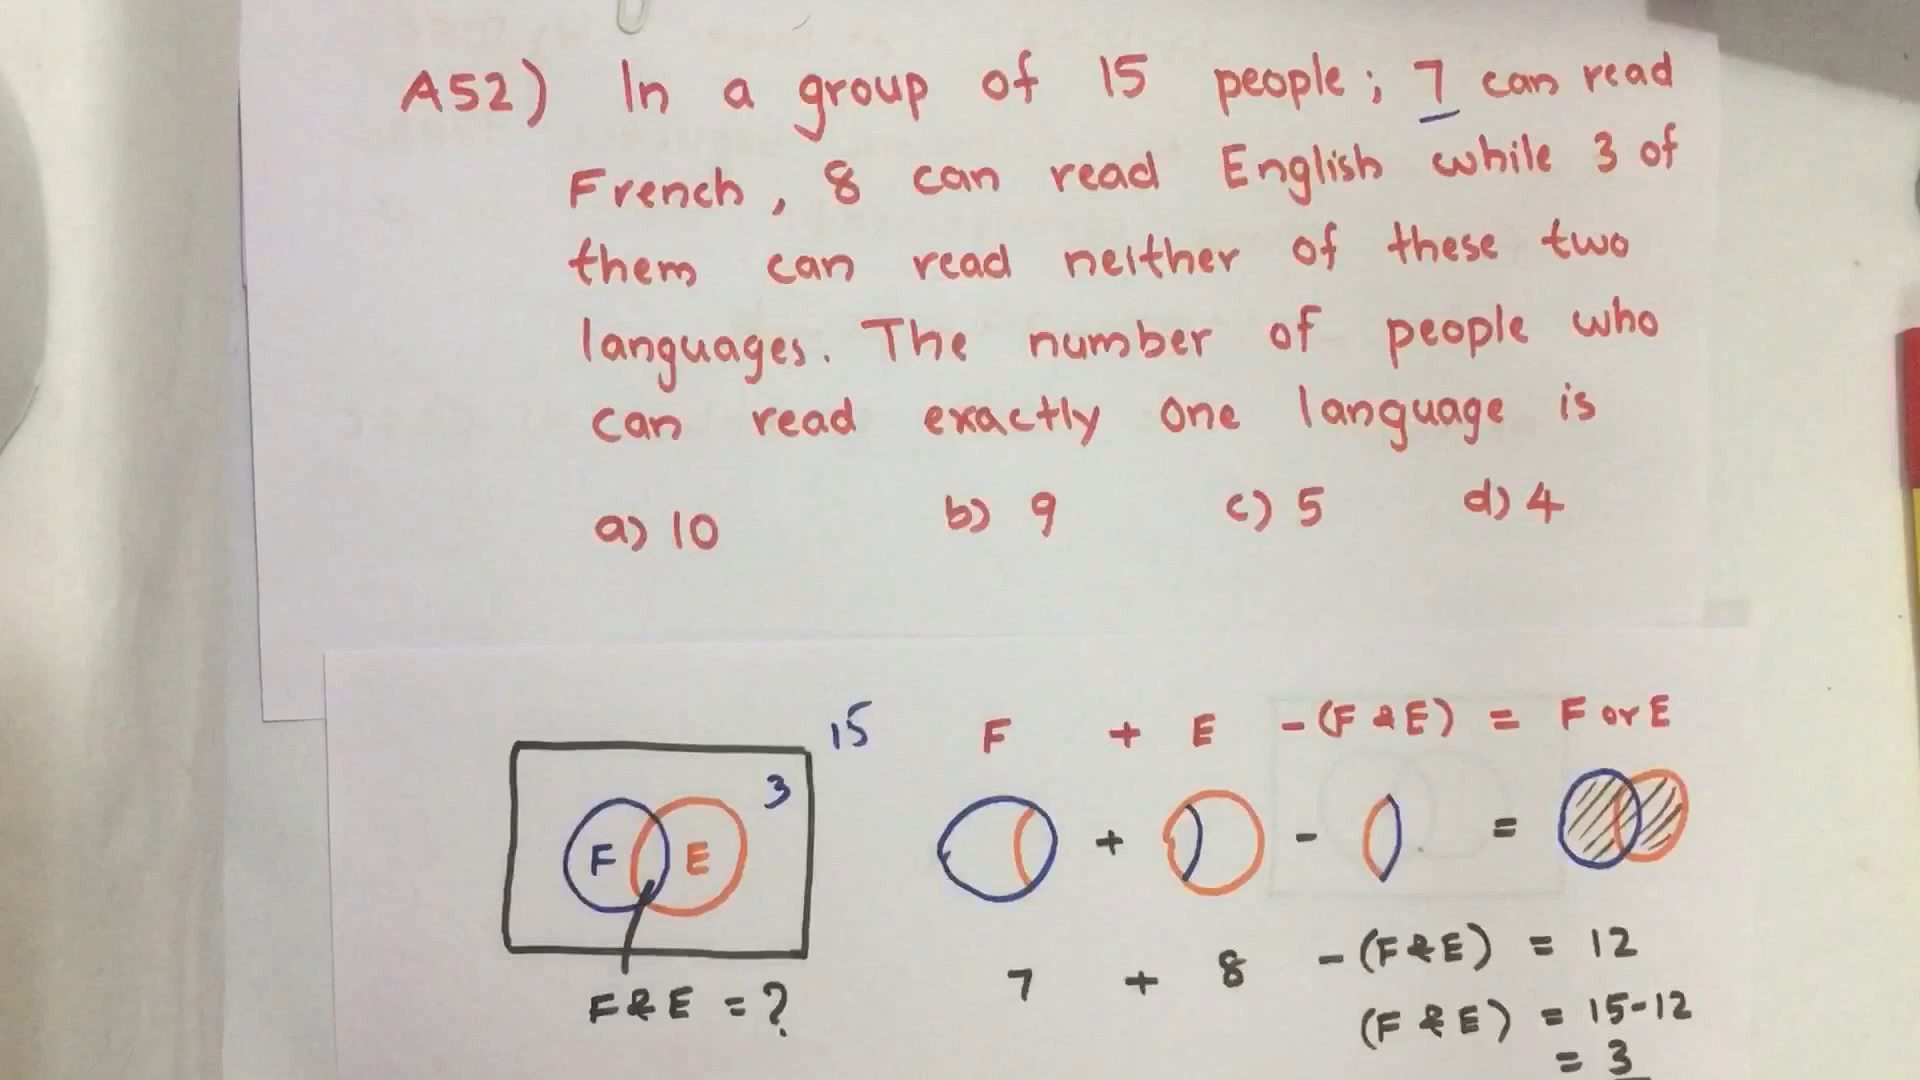 A52) In a group of 15 people; 7 can read
French, 8 can read English while 3 of
them can read neither of these two
languages. The number of people who
can read exactly one language is
a) 10 b) 9 c) 5 d) 4
15
3
F E
F & E = ?
F + E - (F & E) = F or E
+ - =
7 + 8 - (F & E) = 12
(F & E) = 15-12
= 3